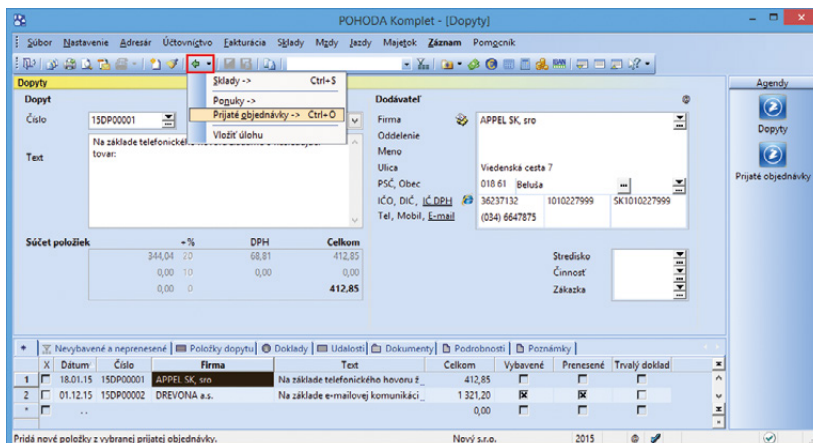 POHODA Komplet - [Dopyty]
Súbor Nastavenie Adresár Účtovníctvo Fakturácia Sklady Mzdy Jazdy Majetok Záznam Pomocník
Sklady -> Ctrl+S
Ponuky ->
Prijaté objednávky -> Ctrl+O
Vložiť úlohu
Dopyty
Dopyt
Číslo 15DP00001
Text Na základe telefonického
tovar:
Súčet položiek +% DPH Celkom
344,04 20 68,81 412,85
0,00 10 0,00 0,00
0,00 0 412,85
Dodávateľ @
Firma APPEL SK, sro
Oddelenie
Meno
Ulica Viedenská cesta 7
PSČ, Obec 018 61 Beluša
IČO, DIČ, IČ DPH 36237132 1010227999 SK1010227999
Tel, Mobil, E-mail (034) 6647875
Stredisko
Činnosť
Zákazka
Agendy
Dopyty
Prijaté objednávky
* Nevybavené a neprenesené Položky dopytu Doklady Udalosti Dokumenty Podrobnosti Poznámky
X Dátum Číslo Firma Text Celkom Vybavené Prenesené Trvalý doklad
1 18.01.15 15DP00001 APPEL SK, sro Na základe telefonického hovoru ž_ 412,85
2 01.12.15 15DP00002 DREVONA a.s. Na základe e-mailovej komunikáci_ 1 321,20
* .. 0,00
Pridá nové položky z vybranej prijatej objednávky. Nový s.r.o. 2015 @